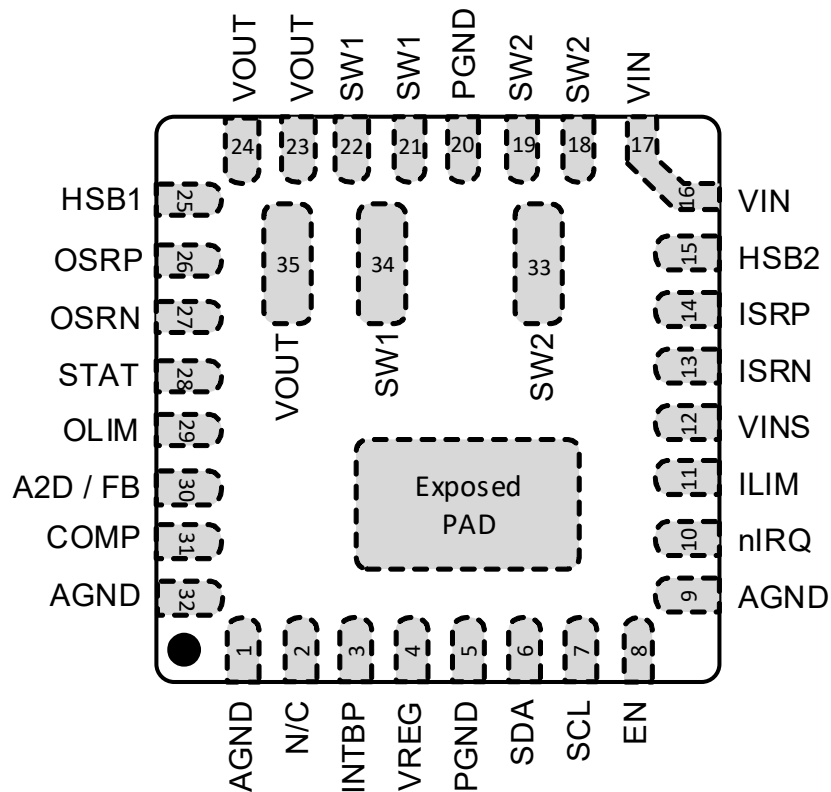 VOUT
VOUT
SW1
SW1
PGND
SW2
SW2
VIN
24
23
22
21
20
19
18
17
HSB1
25
16
VIN
OSRP
26
15
HSB2
35
34
33
OSRN
27
14
ISRP
VOUT
SW1
SW2
STAT
28
13
ISRN
OLIM
29
12
VINS
A2D / FB
30
11
ILIM
Exposed
PAD
COMP
31
10
nIRQ
AGND
32
9
AGND
1
2
3
4
5
6
7
8
AGND
N/C
INTBP
VREG
PGND
SDA
SCL
EN